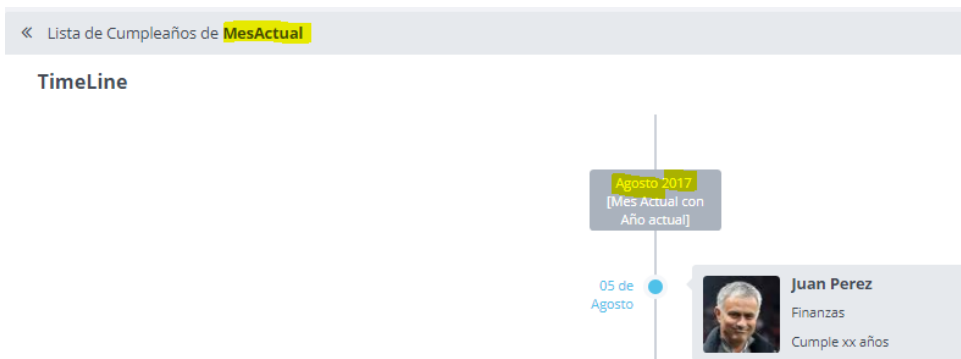 « Lista de Cumpleaños de MesActual
TimeLine
Agosto 2017
[Mes Actual con
Año actual]
05 de
Agosto
Juan Perez
Finanzas
Cumple xx años